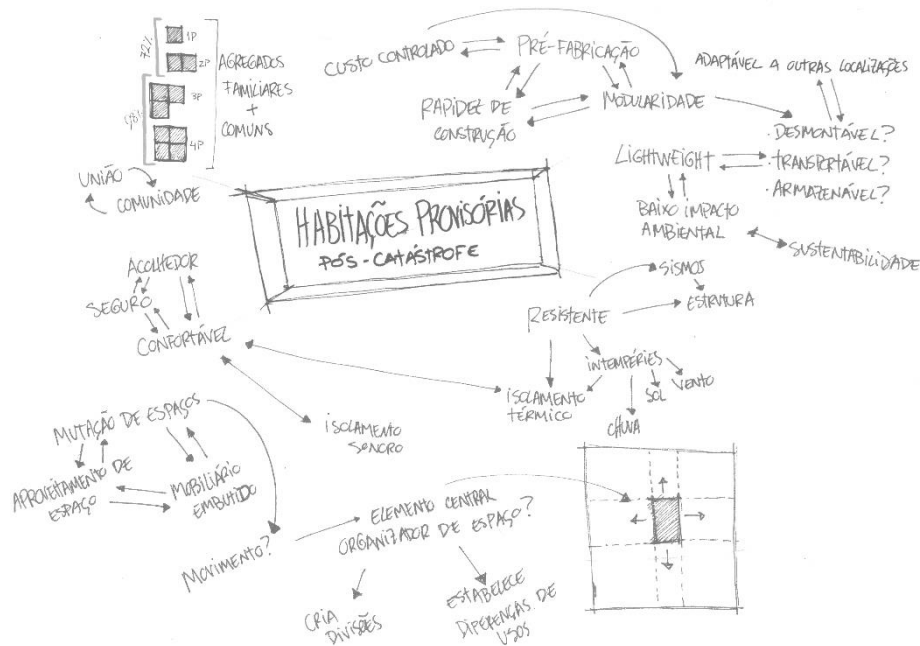 72%
1P
2P
3P
4P
AGREGADOS
FAMILIARES
+
COMUNS
UNIÃO
COMUNIDADE
CUSTO CONTROLADO
PRÉ-FABRICAÇÃO
RAPIDEZ DE
CONSTRUÇÃO
MODULARIDADE
ADAPTÁVEL A OUTRAS LOCALIZAÇÕES
.DESMONTÁVEL?
.TRANSPORTÁVEL?
.ARMAZENÁVEL?
LIGHTWEIGHT
BAIXO IMPACTO
AMBIENTAL
SUSTENTABILIDADE
HABITAÇÕES PROVISÓRIAS
PÓS-CATÁSTROFE
ACOLHEDOR
SEGURO
CONFORTÁVEL
SISMOS
ESTRUTURA
RESISTENTE
INTEMPÉRIES
VENTO
SOL
CHUVA
ISOLAMENTO
TÉRMICO
ISOLAMENTO
SONORO
MUTAÇÃO DE ESPAÇOS
APROVEITAMENTO DE
ESPAÇO
MOBILIÁRIO
EMBUTIDO
MOVIMENTO?
ELEMENTO CENTRAL
ORGANIZADOR DE ESPAÇO?
CRIA
DIVISÕES
ESTABELECE
DIFERENÇAS DE
USOS